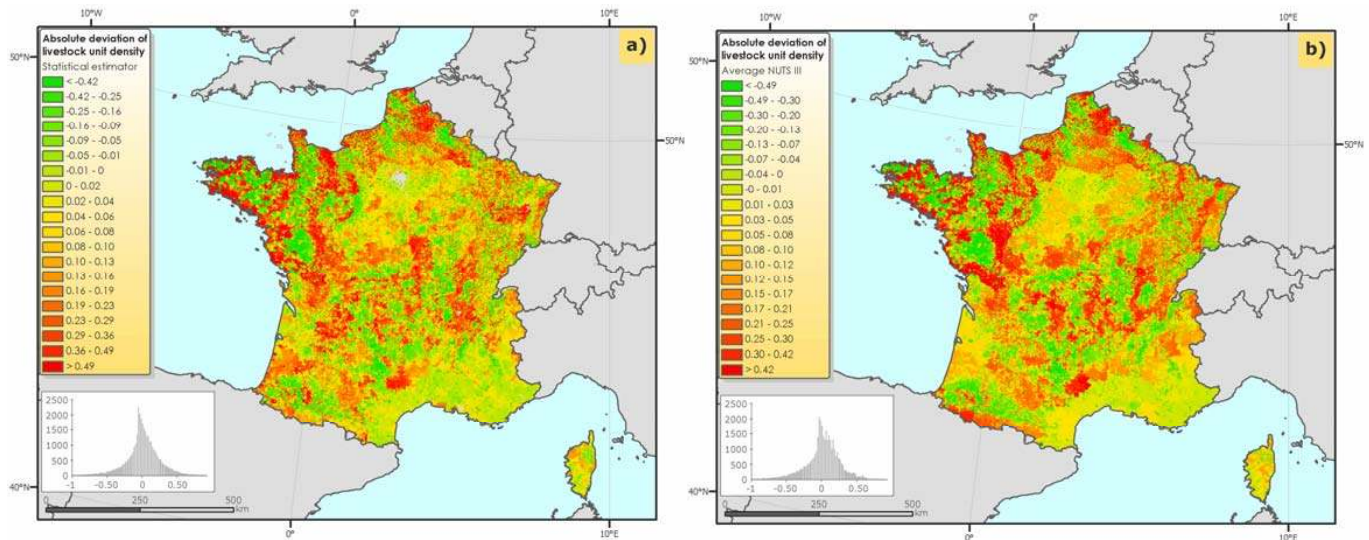 10°W
0°
10°E
a)
50°N
50°N
40°N
0°
10°E
Absolute deviation of
livestock unit density
Statistical estimator
< -0.42
-0.42 - -0.25
-0.25 - -0.16
-0.16 - -0.09
-0.09 - -0.05
-0.05 - -0.01
-0.01 - 0
0 - 0.02
0.02 - 0.04
0.04 - 0.06
0.06 - 0.08
0.08 - 0.10
0.10 - 0.13
0.13 - 0.16
0.16 - 0.19
0.19 - 0.23
0.23 - 0.29
0.29 - 0.36
0.36 - 0.49
> 0.49
2500
2000
1500
1000
500
0
-1 -0.50 0 0.50
0 250 500
km
10°W
0°
10°E
b)
50°N
50°N
40°N
0°
10°E
Absolute deviation of
livestock unit density
Average NUTS III
< -0.49
-0.49 - -0.30
-0.30 - -0.20
-0.20 - -0.13
-0.13 - -0.07
-0.07 - -0.04
-0.04 - 0
-0 - 0.01
0.01 - 0.03
0.03 - 0.05
0.05 - 0.08
0.08 - 0.10
0.10 - 0.12
0.12 - 0.15
0.15 - 0.17
0.17 - 0.21
0.21 - 0.25
0.25 - 0.30
0.30 - 0.42
> 0.42
2500
2000
1500
1000
500
0
-1 -0.50 0 0.50
0 250 500
km